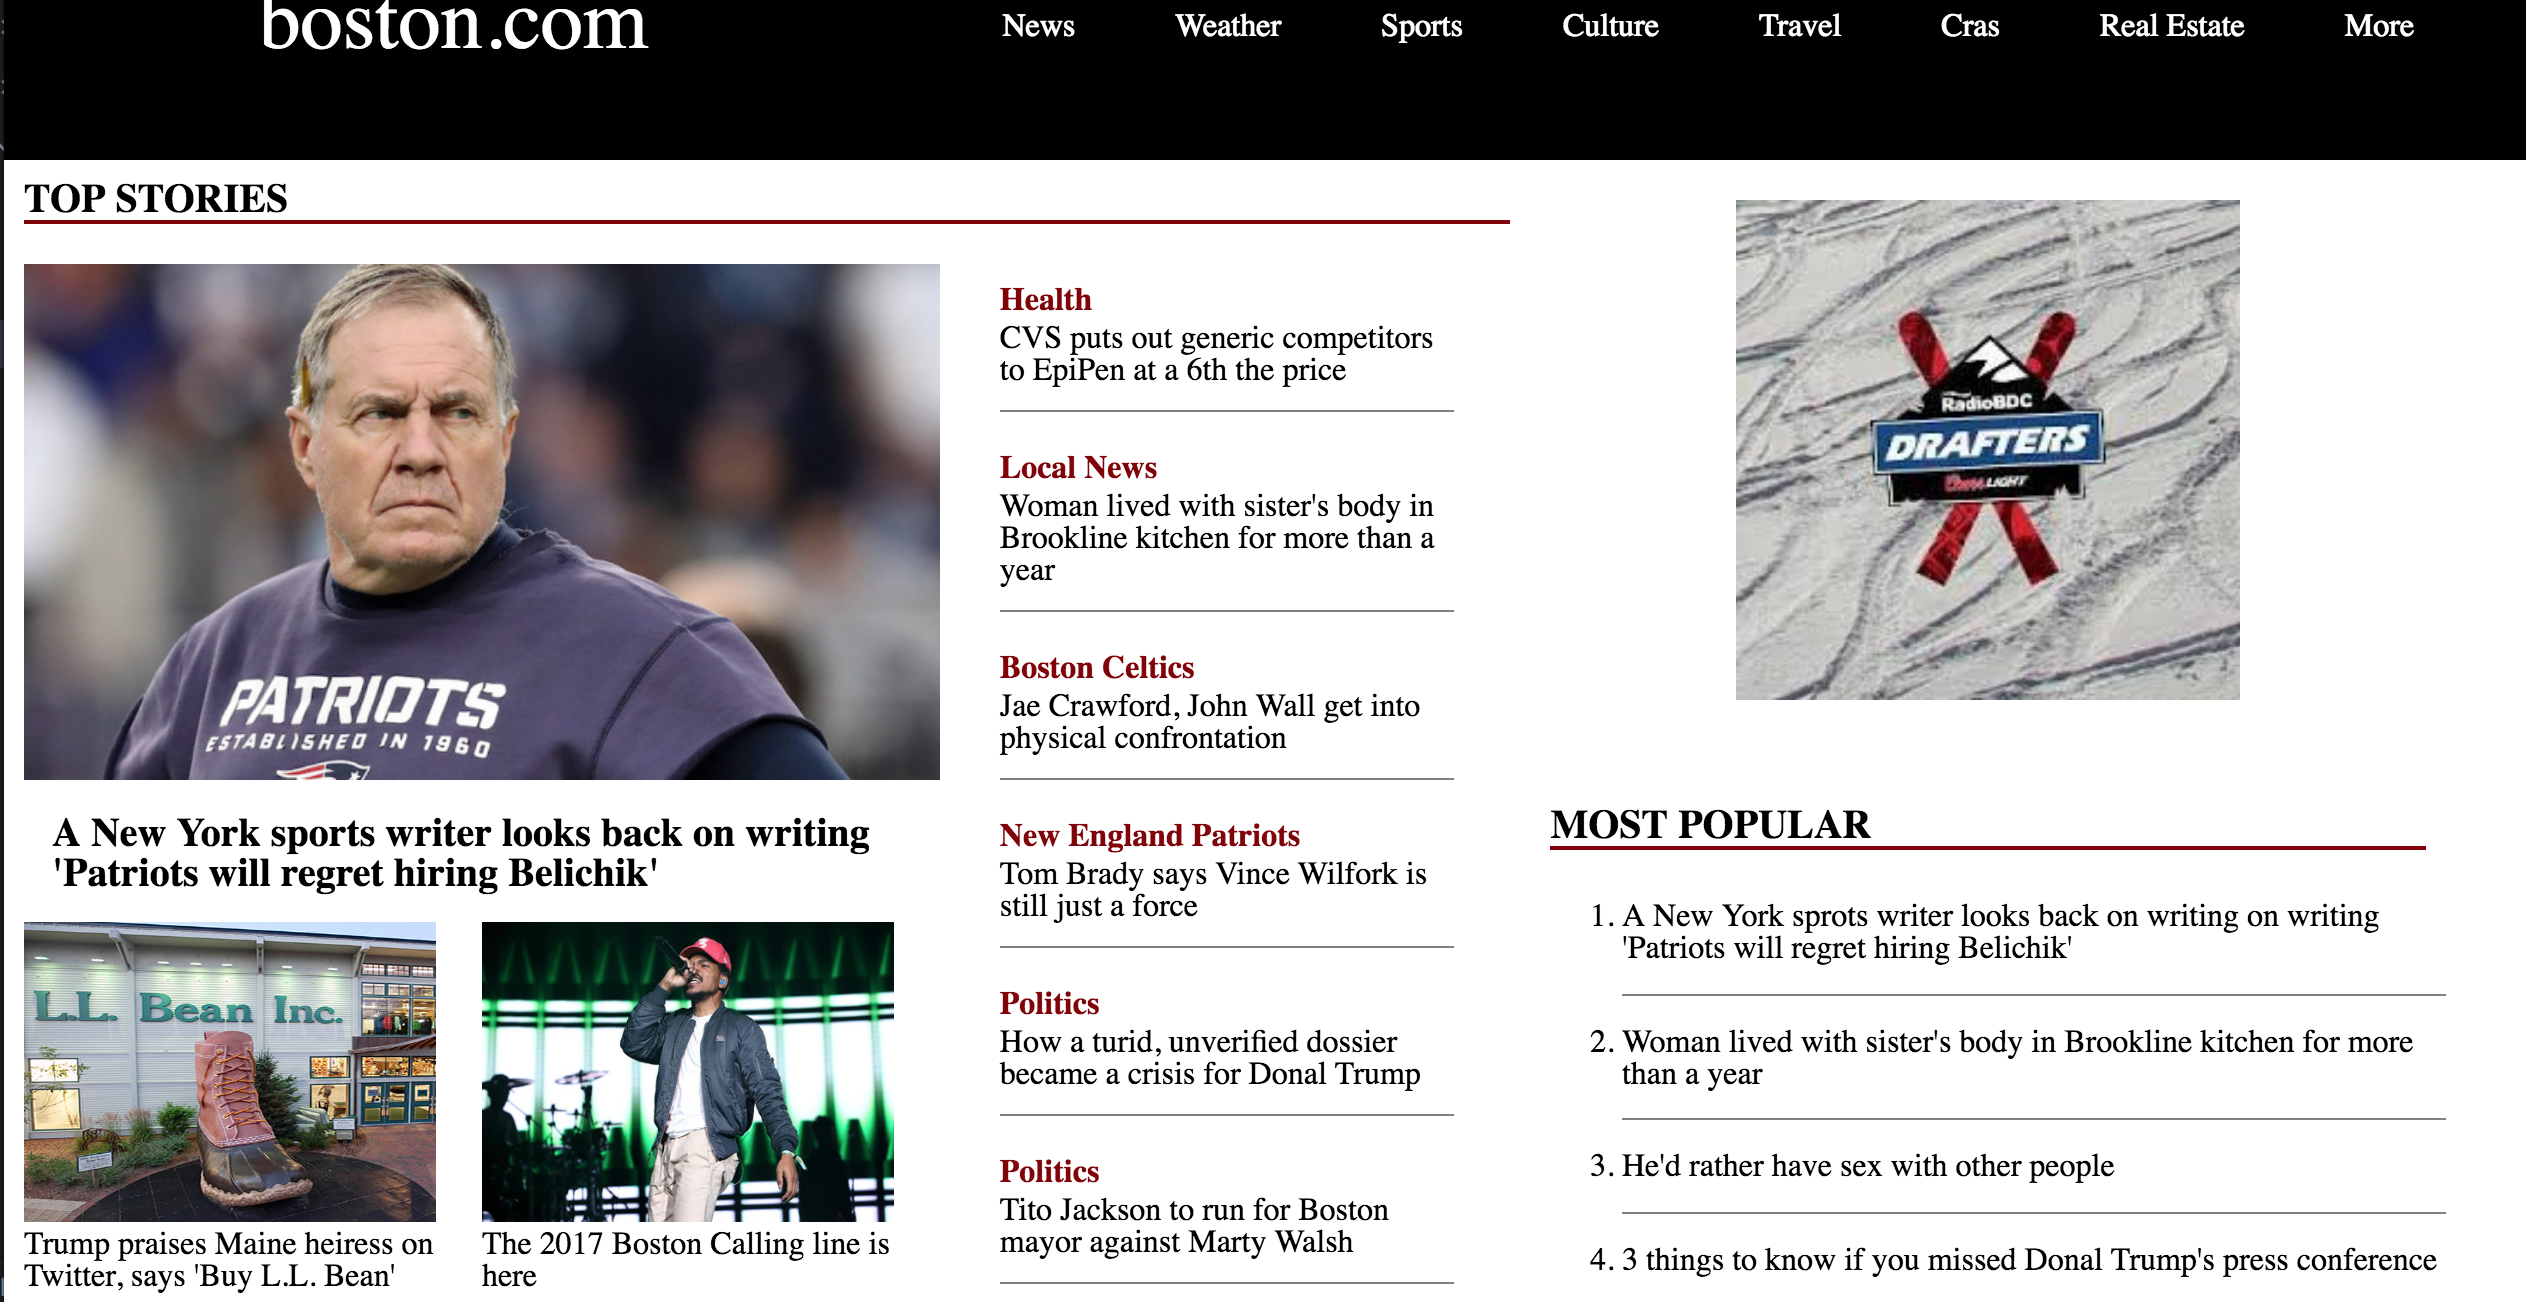 boston.com
News Weather Sports Culture Travel Cras Real Estate More
TOP STORIES
PATRIOTS
ESTABLISHED IN 1960
A New York sports writer looks back on writing
'Patriots will regret hiring Belichik'
L.L. Bean Inc.
Trump praises Maine heiress on
Twitter, says 'Buy L.L. Bean'
3
The 2017 Boston Calling line is
here
Health
CVS puts out generic competitors
to EpiPen at a 6th the price
Local News
Woman lived with sister's body in
Brookline kitchen for more than a
year
Boston Celtics
Jae Crawford, John Wall get into
physical confrontation
New England Patriots
Tom Brady says Vince Wilfork is
still just a force
Politics
How a turid, unverified dossier
became a crisis for Donal Trump
Politics
Tito Jackson to run for Boston
mayor against Marty Walsh
RadioBDC
DRAFTERS
Coors LIGHT
MOST POPULAR
1. A New York sprots writer looks back on writing on writing
'Patriots will regret hiring Belichik'
2. Woman lived with sister's body in Brookline kitchen for more
than a year
3. He'd rather have sex with other people
4. 3 things to know if you missed Donal Trump's press conference